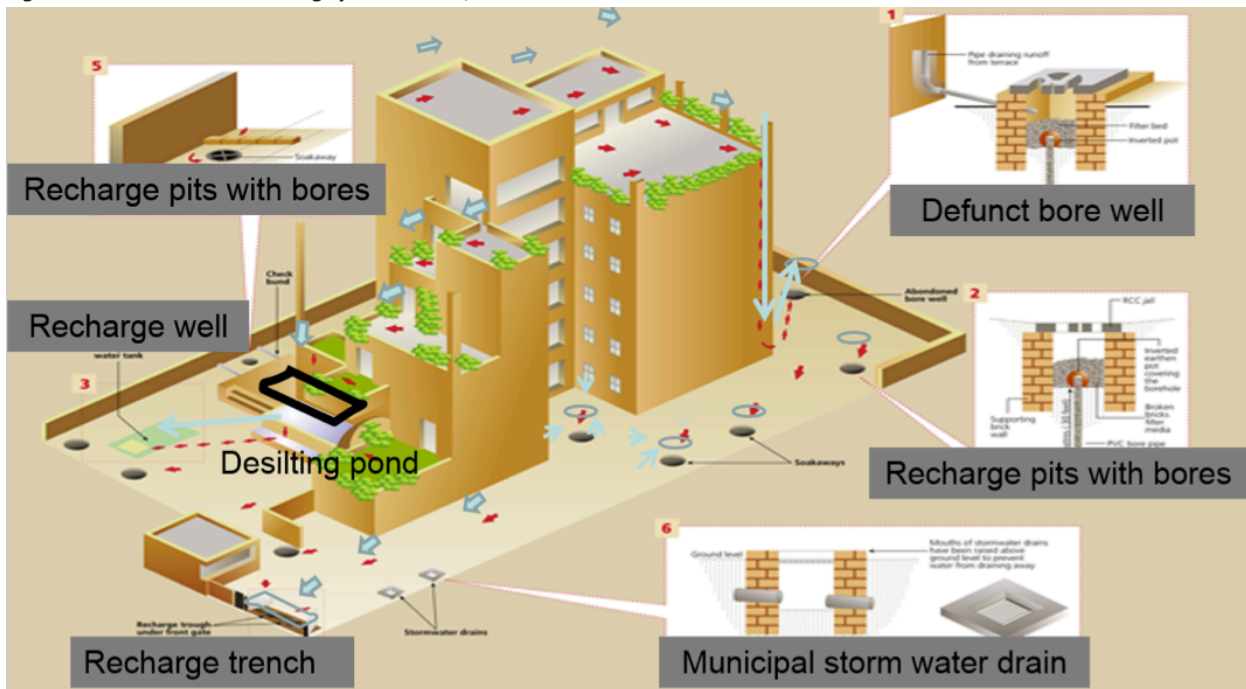 1
Pipe draining runoff
from terrace
Filter bed
Inverted pot
Defunct bore well
5
Soakaway
Recharge pits with bores
Check
bund
Recharge well
water tank
3
Abandoned
bore well
2
RCC jali
Inverted
earthen
pot
covering
the
borehole
Supporting
brick
wall
Broken
bricks
filter
media
PVC bore pipe
Recharge pits with bores
Desilting pond
Soakaways
6
Ground level
Mouths of stormwater drains
have been raised above
ground level to prevent
water from draining away
Municipal storm water drain
Stormwater drains
Recharge trough
under front gate
Recharge trench